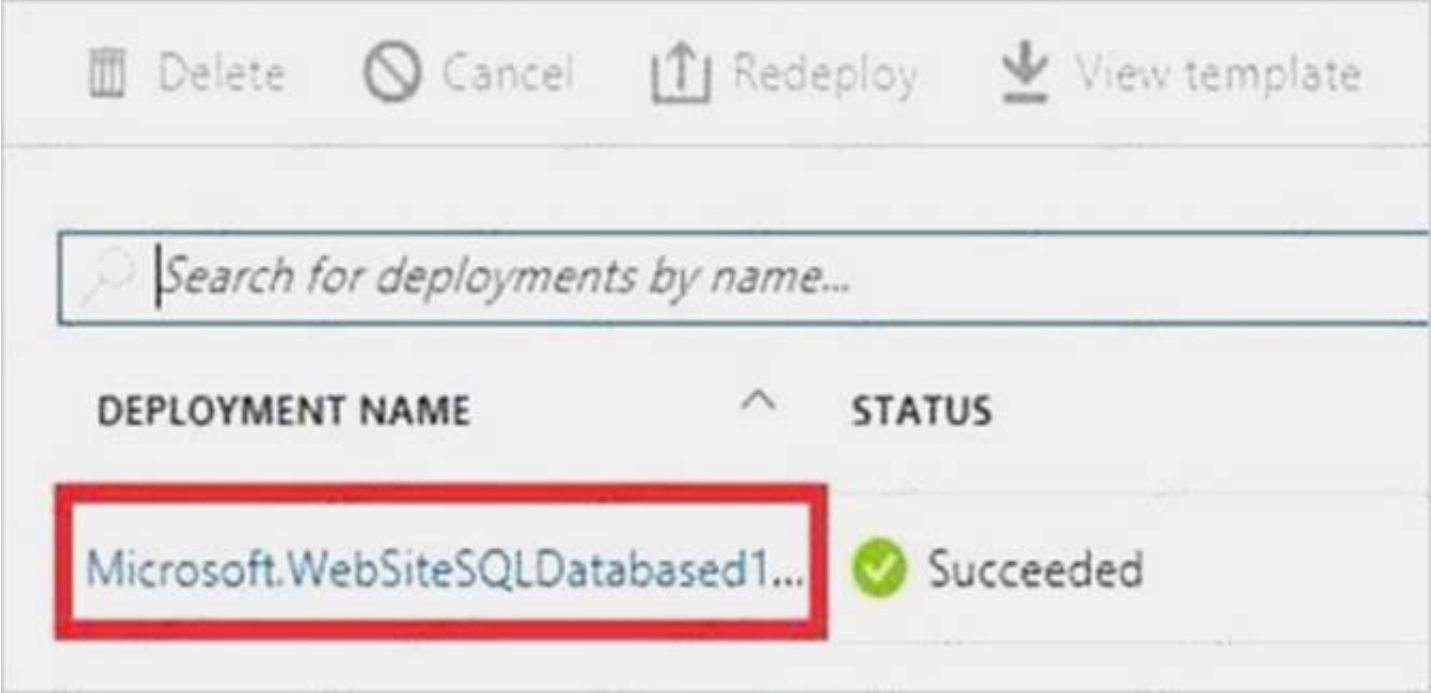 Delete Cancel Redeploy View template
Search for deployments by name...
DEPLOYMENT NAME STATUS
Microsoft.WebSiteSQLDatabased1... Succeeded